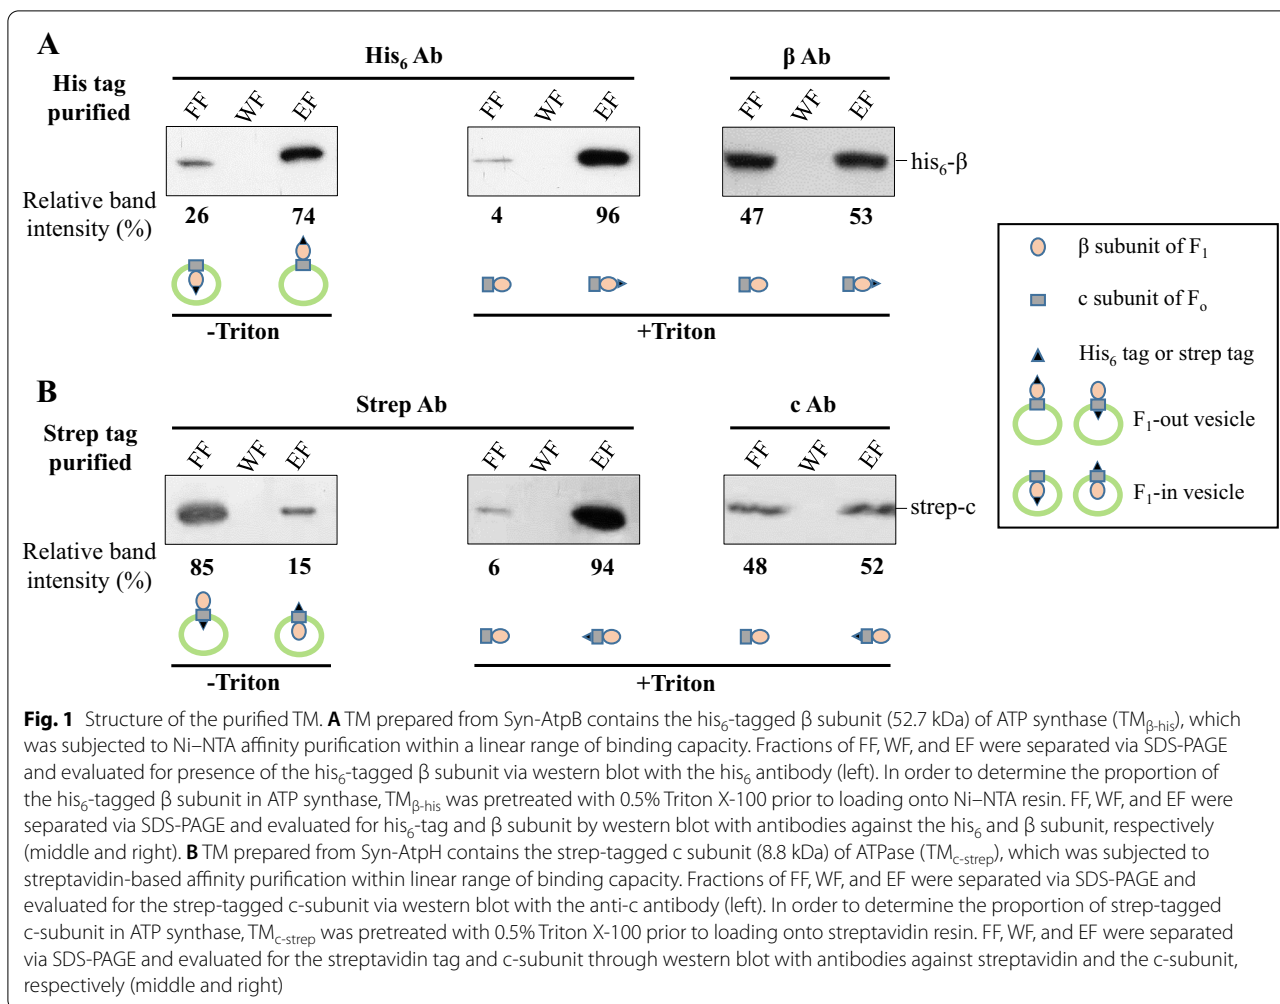 A
His₆ Ab
β Ab
His tag
purified
FF WF EF FF WF EF FF WF EF
his₆-β
Relative band
intensity (%)
26 74 4 96 47 53
-Triton
+Triton
B
Strep Ab
c Ab
Strep tag
purified
FF WF EF FF WF EF FF WF EF
strep-c
Relative band
intensity (%)
85 15 6 94 48 52
-Triton
+Triton
β subunit of F₁
c subunit of Fₒ
His₆ tag or strep tag
F₁-out vesicle
F₁-in vesicle
Fig. 1 Structure of the purified TM. A TM prepared from Syn-AtpB contains the his₆-tagged β subunit (52.7 kDa) of ATP synthase (TMβ-his), which
was subjected to Ni–NTA affinity purification within a linear range of binding capacity. Fractions of FF, WF, and EF were separated via SDS-PAGE
and evaluated for presence of the his₆-tagged β subunit via western blot with the his₆ antibody (left). In order to determine the proportion of
the his₆-tagged β subunit in ATP synthase, TMβ-his was pretreated with 0.5% Triton X-100 prior to loading onto Ni–NTA resin. FF, WF, and EF were
separated via SDS-PAGE and evaluated for his₆-tag and β subunit by western blot with antibodies against the his₆ and β subunit, respectively
(middle and right). B TM prepared from Syn-AtpH contains the strep-tagged c subunit (8.8 kDa) of ATPase (TMc-strep), which was subjected to
streptavidin-based affinity purification within linear range of binding capacity. Fractions of FF, WF, and EF were separated via SDS-PAGE and
evaluated for the strep-tagged c-subunit via western blot with the anti-c antibody (left). In order to determine the proportion of strep-tagged
c-subunit in ATP synthase, TMc-strep was pretreated with 0.5% Triton X-100 prior to loading onto streptavidin resin. FF, WF, and EF were separated
via SDS-PAGE and evaluated for the streptavidin tag and c-subunit through western blot with antibodies against streptavidin and the c-subunit,
respectively (middle and right)